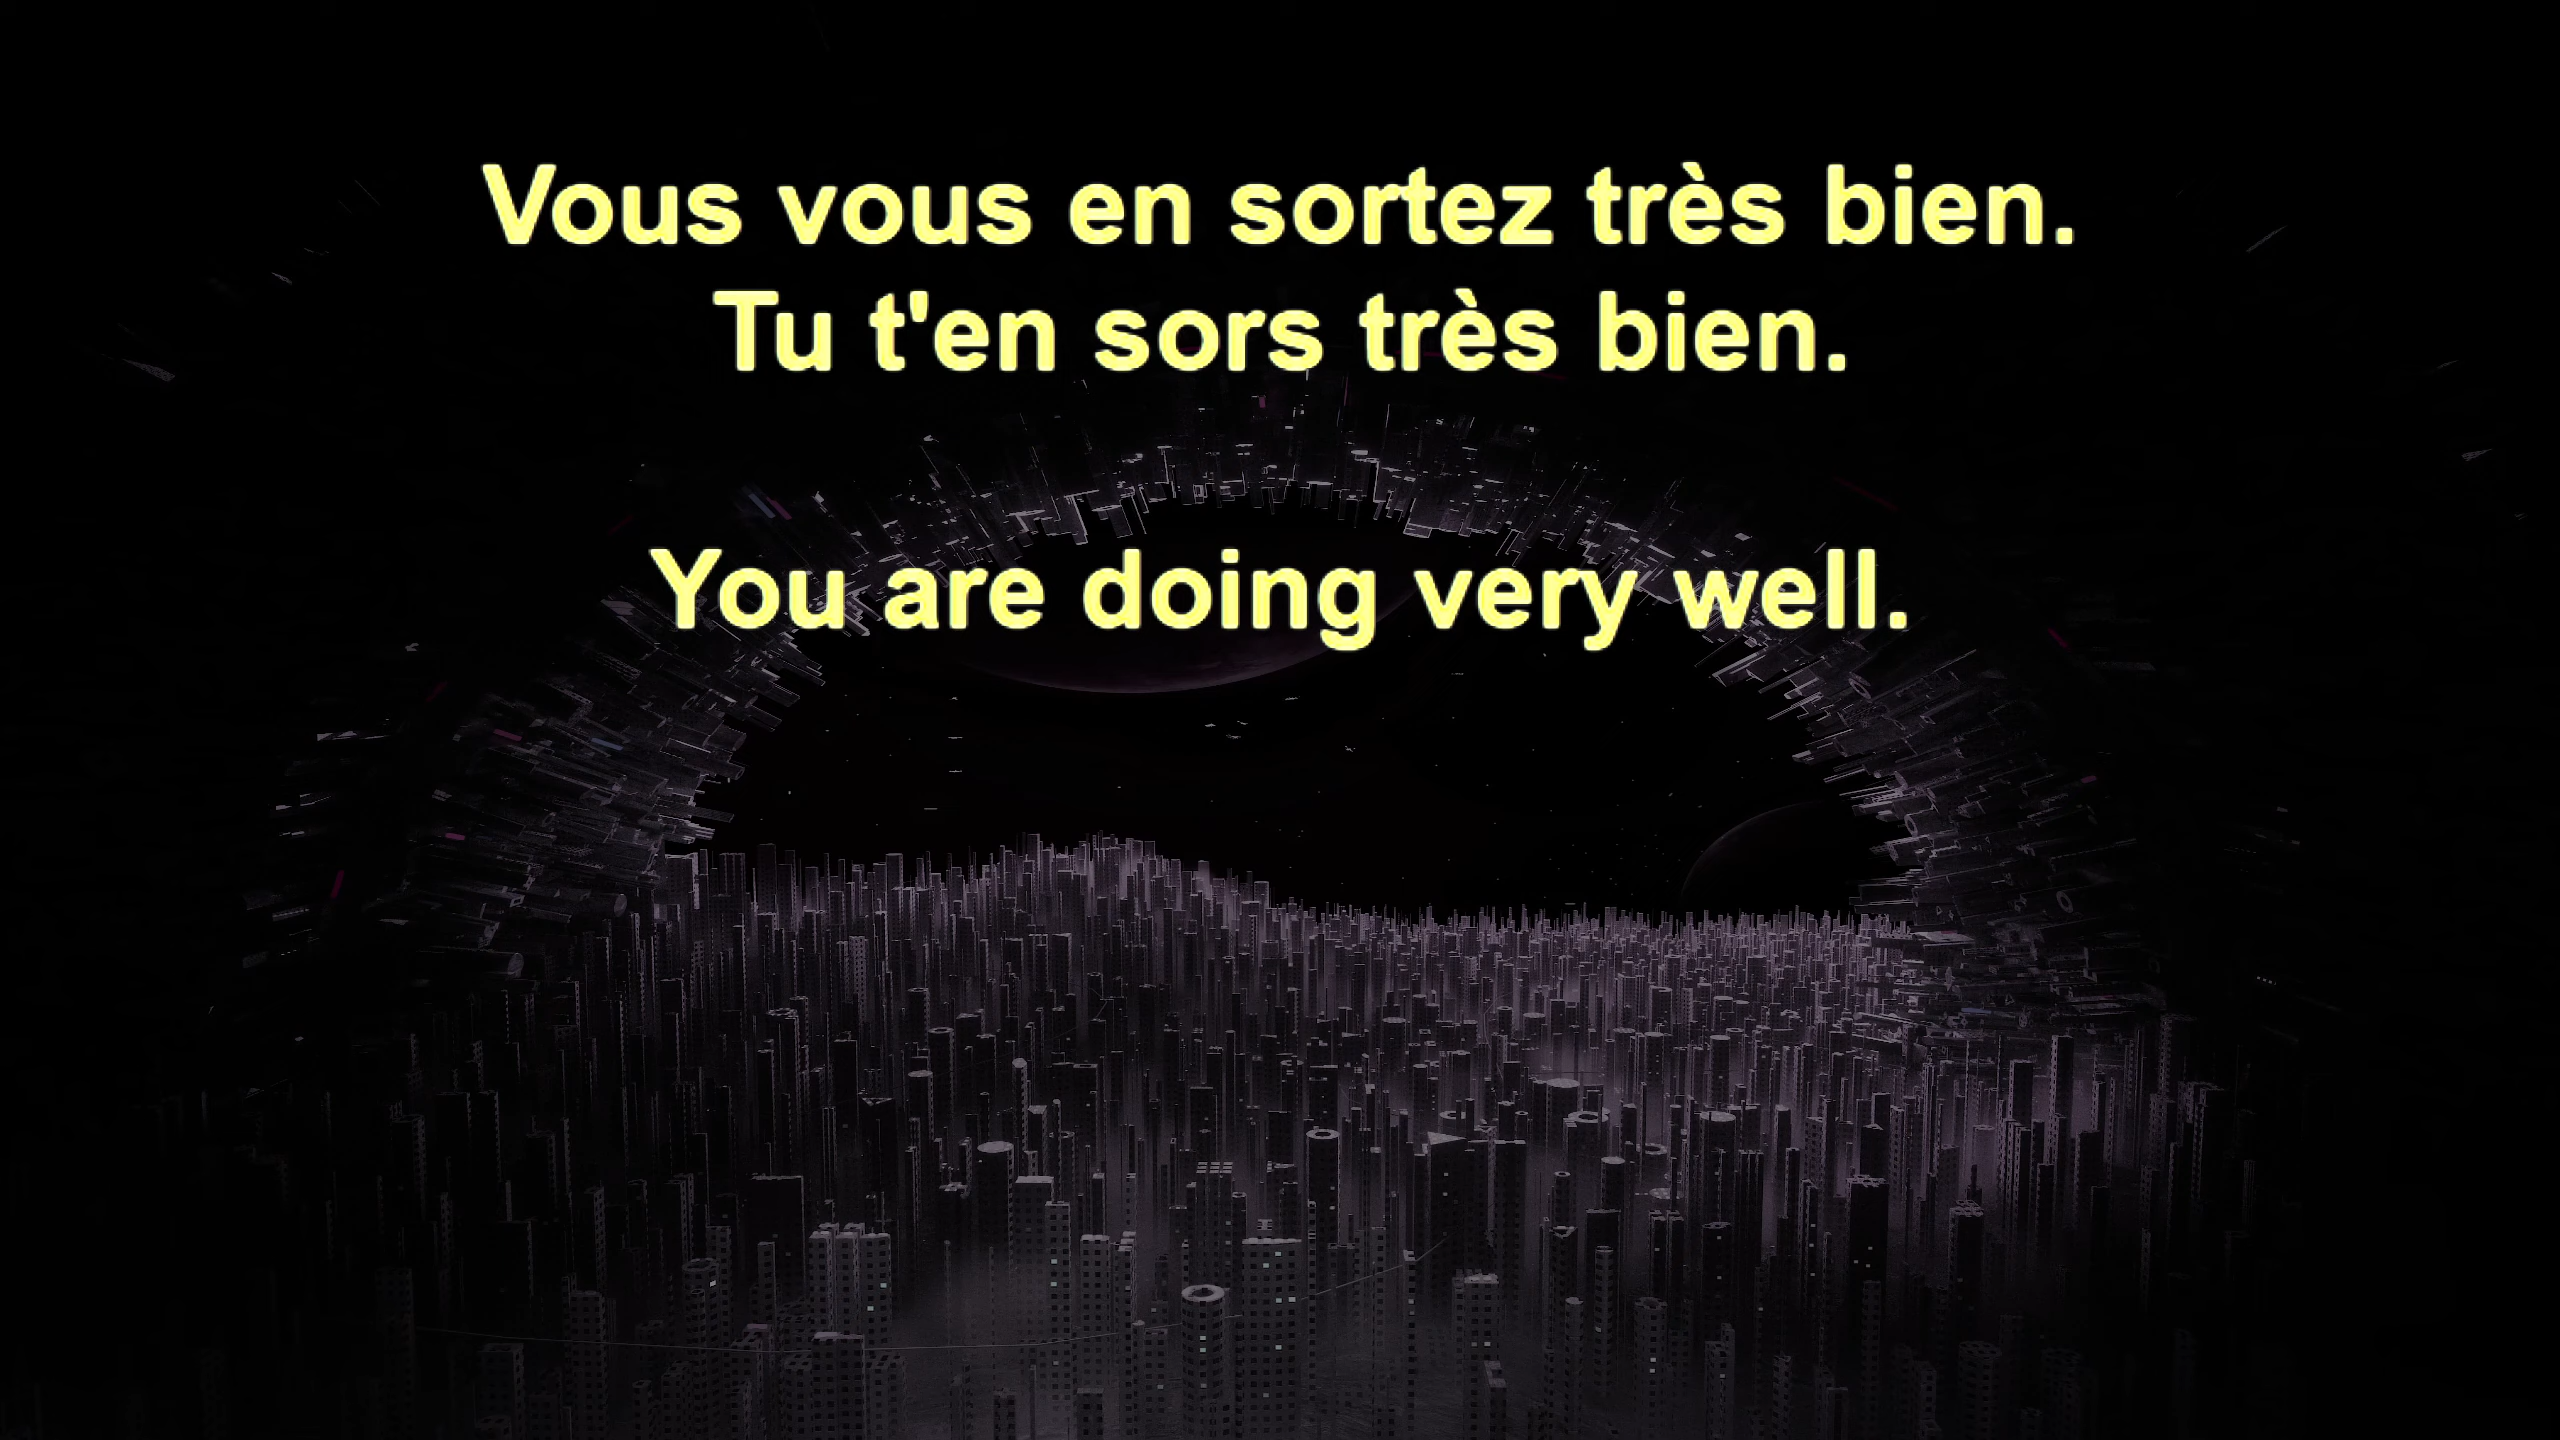 Vous vous en sortez très bien.
Tu t'en sors très bien.
You are doing very well.